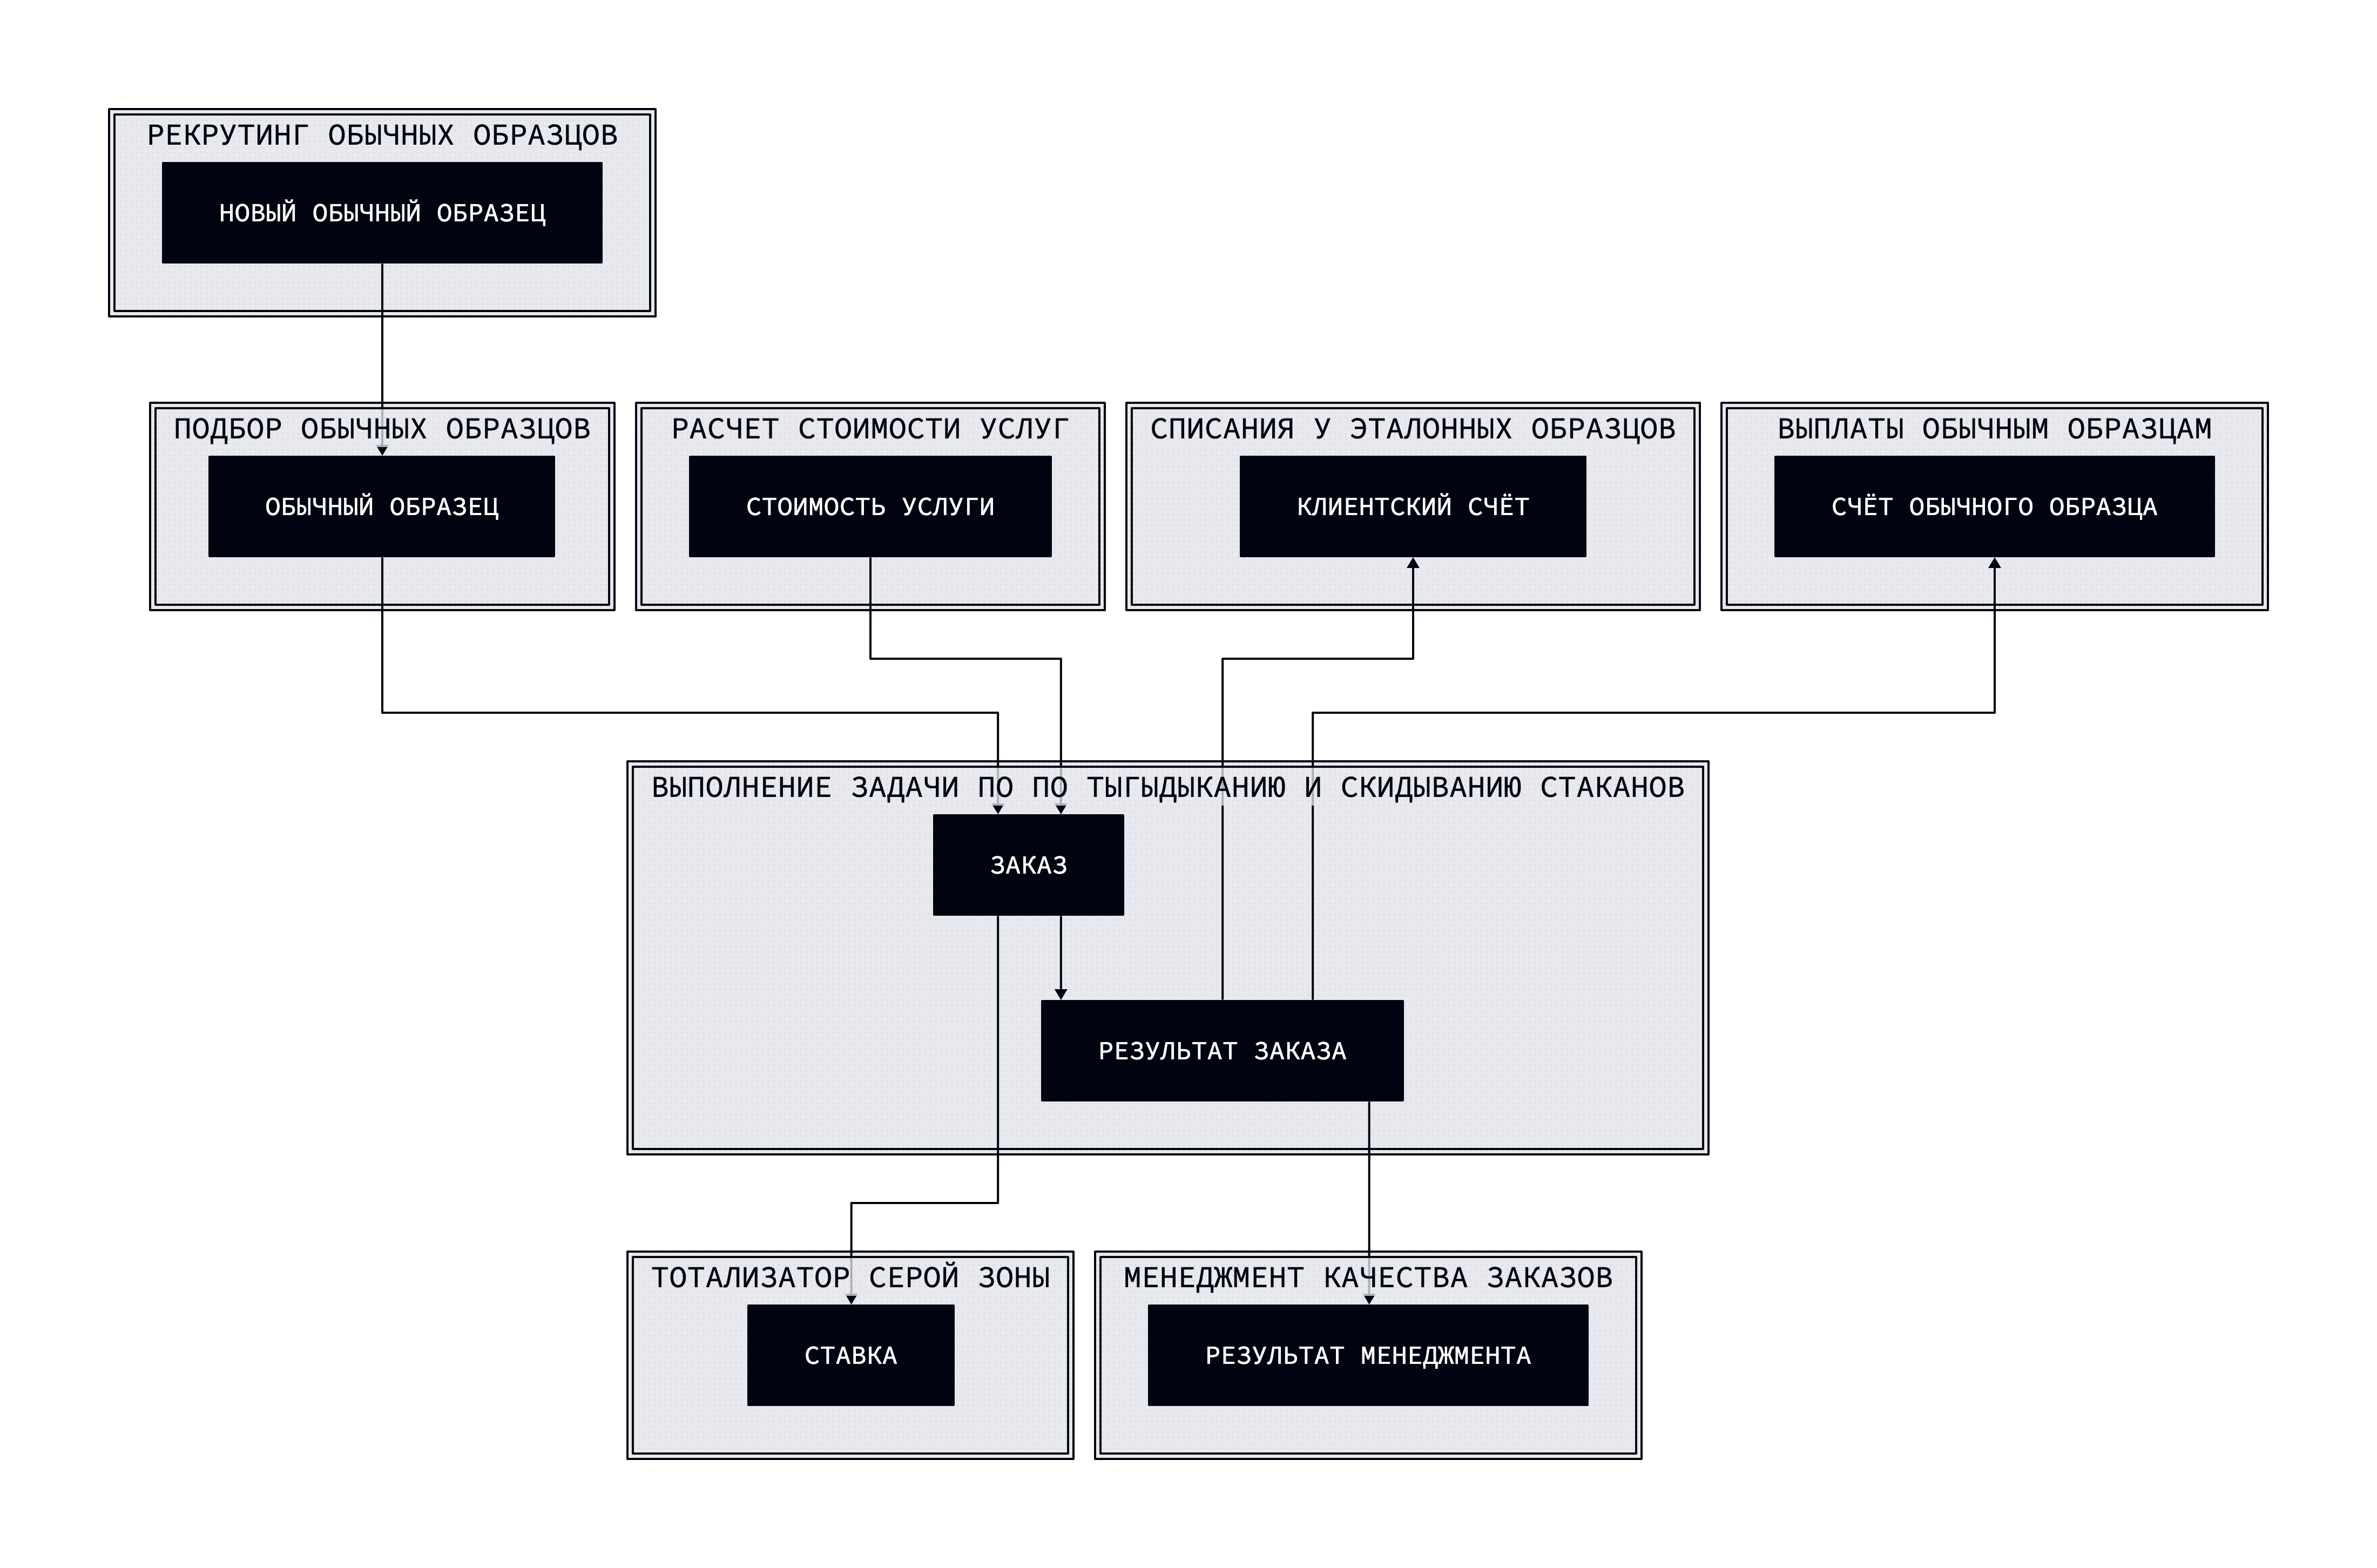 РЕКРУТИНГ ОБЫЧНЫХ ОБРАЗЦОВ
НОВЫЙ ОБЫЧНЫЙ ОБРАЗЕЦ
ПОДБОР ОБЫЧНЫХ ОБРАЗЦОВ
ОБЫЧНЫЙ ОБРАЗЕЦ
РАСЧЕТ СТОИМОСТИ УСЛУГ
СТОИМОСТЬ УСЛУГИ
СПИСАНИЯ У ЭТАЛОННЫХ ОБРАЗЦОВ
КЛИЕНТСКИЙ СЧЁТ
ВЫПЛАТЫ ОБЫЧНЫМ ОБРАЗЦАМ
СЧЁТ ОБЫЧНОГО ОБРАЗЦА
ВЫПОЛНЕНИЕ ЗАДАЧИ ПО ПО ТЫГЫДЫКАНИЮ И СКИДЫВАНИЮ СТАКАНОВ
ЗАКАЗ
РЕЗУЛЬТАТ ЗАКАЗА
ТОТАЛИЗАТОР СЕРОЙ ЗОНЫ
СТАВКА
МЕНЕДЖМЕНТ КАЧЕСТВА ЗАКАЗОВ
РЕЗУЛЬТАТ МЕНЕДЖМЕНТА